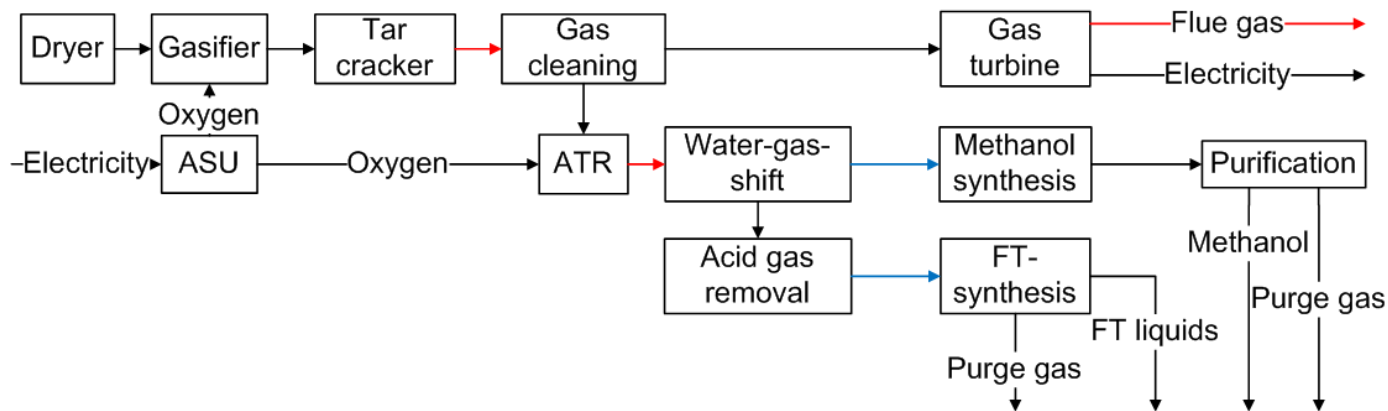 Dryer
Gasifier
Tar
cracker
Gas
cleaning
Gas
turbine
Flue gas
Electricity
Oxygen
Electricity
ASU
Oxygen
ATR
Water-gas-
shift
Methanol
synthesis
Purification
Acid gas
removal
FT-
synthesis
Methanol
Purge gas
FT liquids
Purge gas